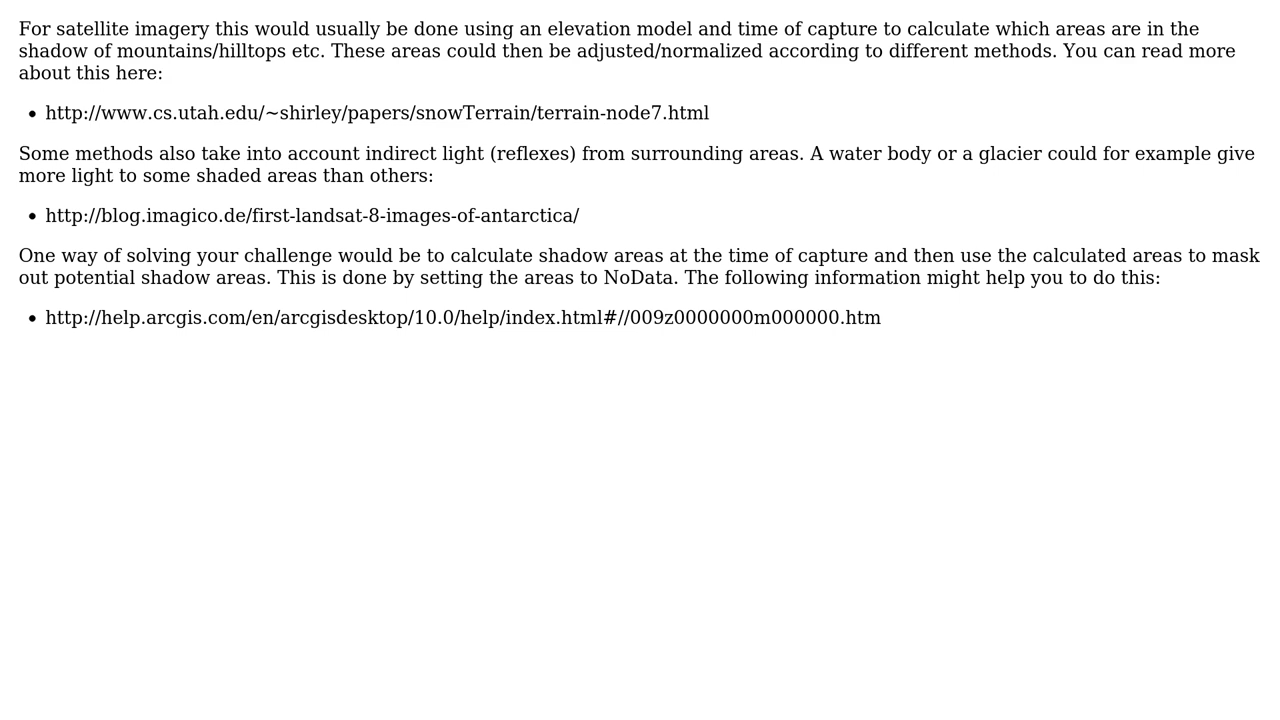 For satellite imagery this would usually be done using an elevation model and time of capture to calculate which areas are in the
shadow of mountains/hilltops etc. These areas could then be adjusted/normalized according to different methods. You can read more
about this here:
• http://www.cs.utah.edu/~shirley/papers/snowTerrain/terrain-node7.html
Some methods also take into account indirect light (reflexes) from surrounding areas. A water body or a glacier could for example give
more light to some shaded areas than others:
• http://blog.imagico.de/first-landsat-8-images-of-antarctica/
One way of solving your challenge would be to calculate shadow areas at the time of capture and then use the calculated areas to mask
out potential shadow areas. This is done by setting the areas to NoData. The following information might help you to do this:
• http://help.arcgis.com/en/arcgisdesktop/10.0/help/index.html#//009z0000000m000000.htm